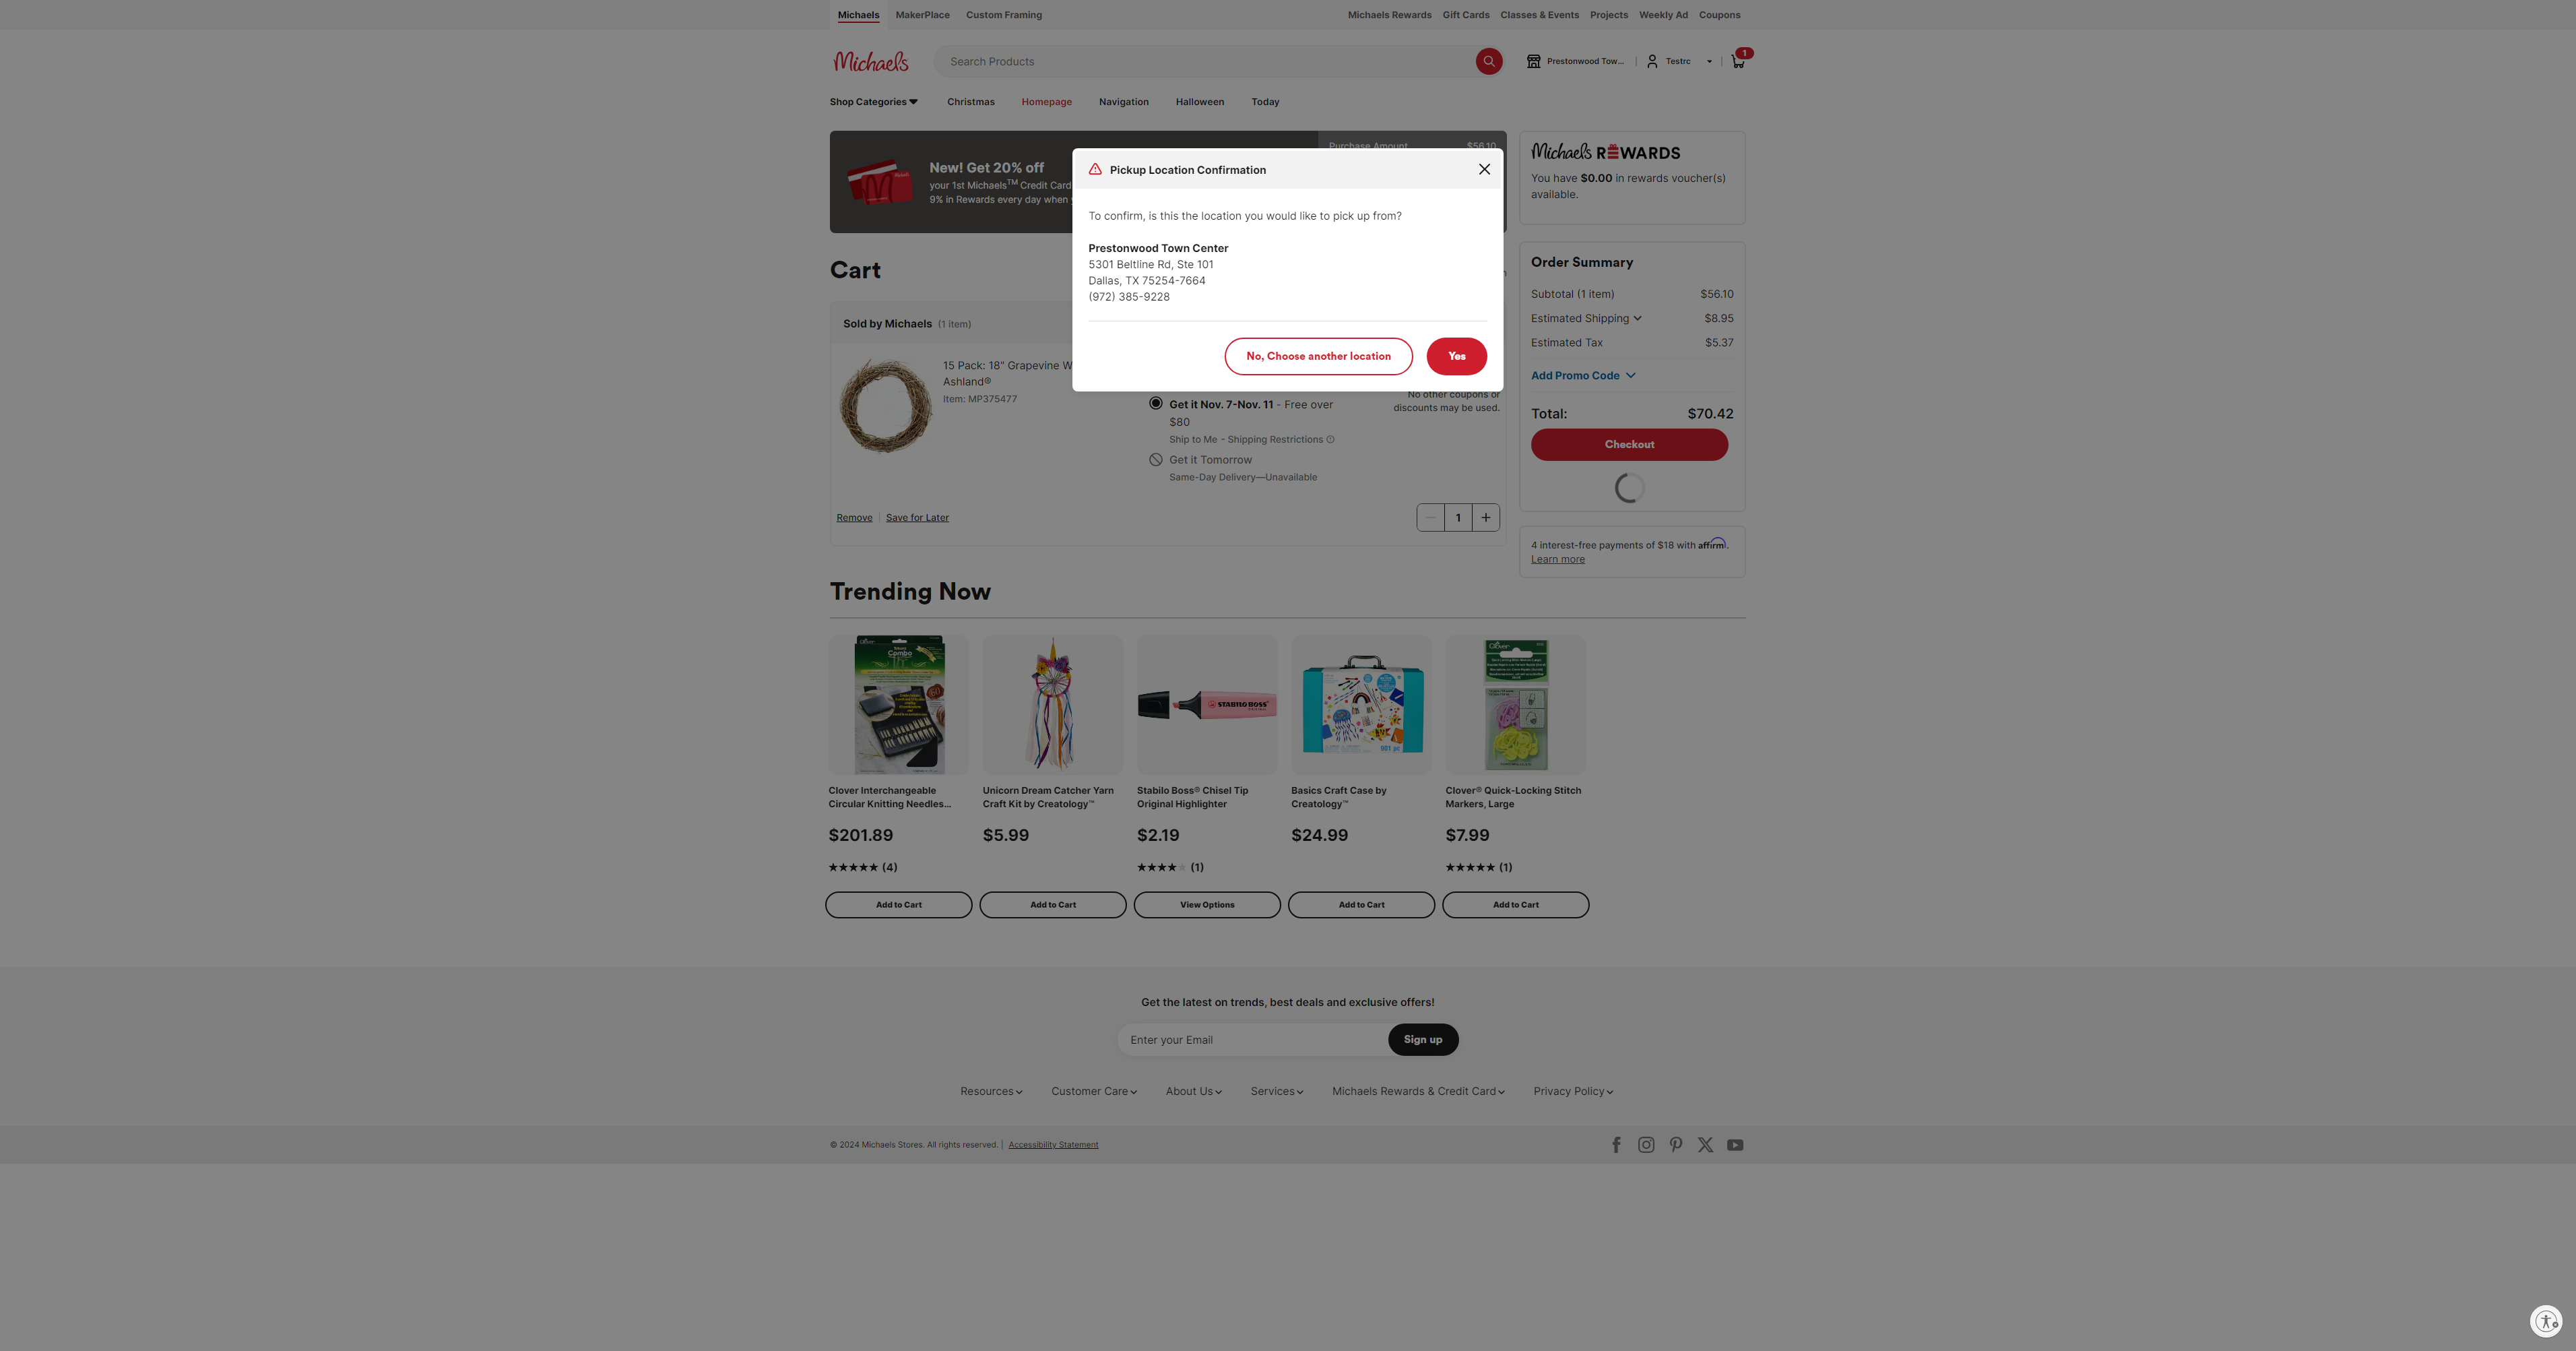 Michaels MakerPlace Custom Framing Michaels Rewards Gift Cards Classes & Events Projects Weekly Ad Coupons
Michaels Search Products Prestonwood Tow... Testrc 1
Shop Categories Christmas Homepage Navigation Halloween Today
New! Get 20% off
your 1st Michaels™ Credit Card
9% in Rewards every day when
Purchase Amount $56.10
Pickup Location Confirmation
To confirm, is this the location you would like to pick up from?
Prestonwood Town Center
5301 Beltline Rd, Ste 101
Dallas, TX 75254-7664
(972) 385-9228
No, Choose another location Yes
Michaels REWARDS
You have $0.00 in rewards voucher(s)
available.
Cart
Sold by Michaels (1 item)
15 Pack: 18" Grapevine
Ashland®
Item: MP375477
Get it Nov. 7-Nov. 11 - Free over
$80
Ship to Me - Shipping Restrictions
Get it Tomorrow
Same-Day Delivery—Unavailable
No other coupons or
discounts may be used.
Remove | Save for Later
1 +
Order Summary
Subtotal (1 item) $56.10
Estimated Shipping $8.95
Estimated Tax $5.37
Add Promo Code
Total: $70.42
Checkout
4 interest-free payments of $18 with affirm.
Learn more
Trending Now
Clover Interchangeable
Circular Knitting Needles...
$201.89
(4)
Add to Cart
Unicorn Dream Catcher Yarn
Craft Kit by Creatology™
$5.99
Add to Cart
STABILO BOSS
Stabilo Boss® Chisel Tip
Original Highlighter
$2.19
(1)
View Options
601 pc
Basics Craft Case by
Creatology™
$24.99
Add to Cart
Clover
Clover® Quick-Locking Stitch
Markers, Large
$7.99
(1)
Add to Cart
Get the latest on trends, best deals and exclusive offers!
Enter your Email Sign up
Resources Customer Care About Us Services Michaels Rewards & Credit Card Privacy Policy
© 2024 Michaels Stores. All rights reserved. | Accessibility Statement